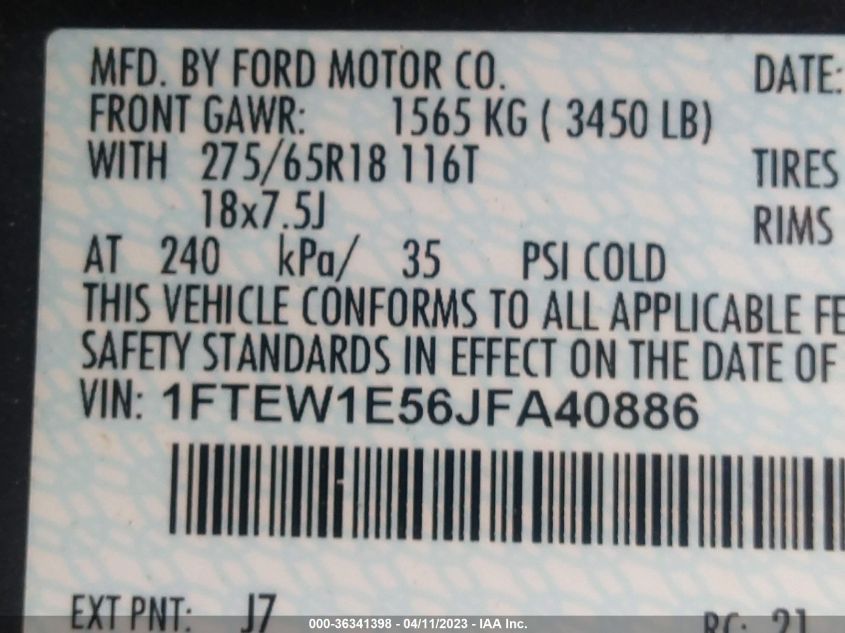 MFD. BY FORD MOTOR CO. DATE:
FRONT GAWR: 1565 KG ( 3450 LB)
WITH 275/65R18 116T TIRES
18x7.5J RIMS
AT 240 kPa/ 35 PSI COLD
THIS VEHICLE CONFORMS TO ALL APPLICABLE FE
SAFETY STANDARDS IN EFFECT ON THE DATE OF
VIN: 1FTEW1E56JFA40886
EXT PNT: J7 RC: 21
000-36341398 - 04/11/2023 - IAA Inc.